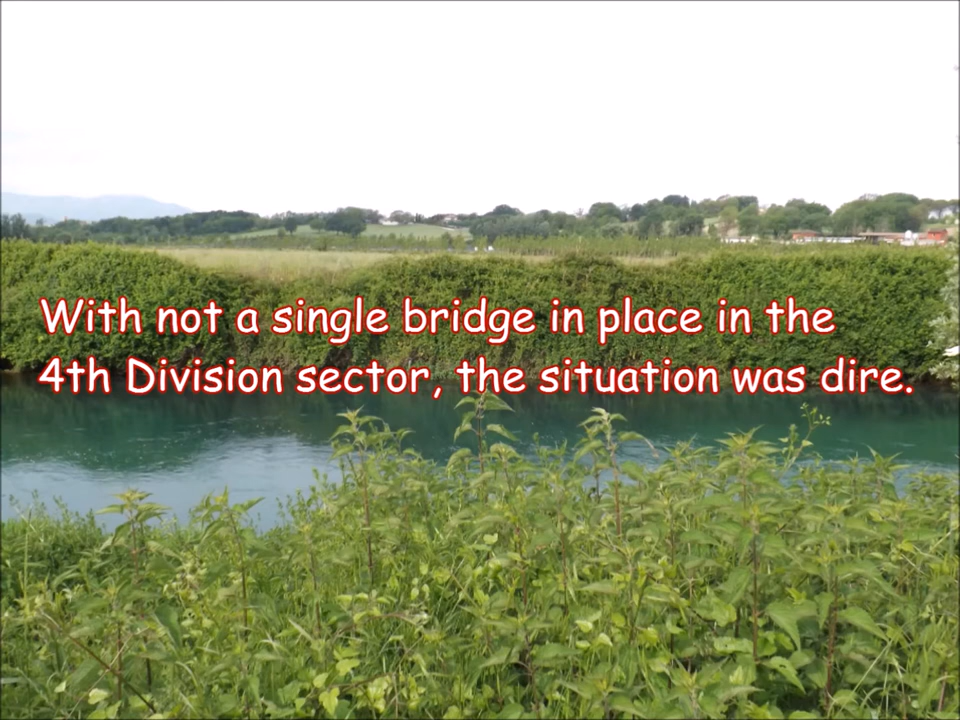 With not a single bridge in place in the
4th Division sector, the situation was dire.